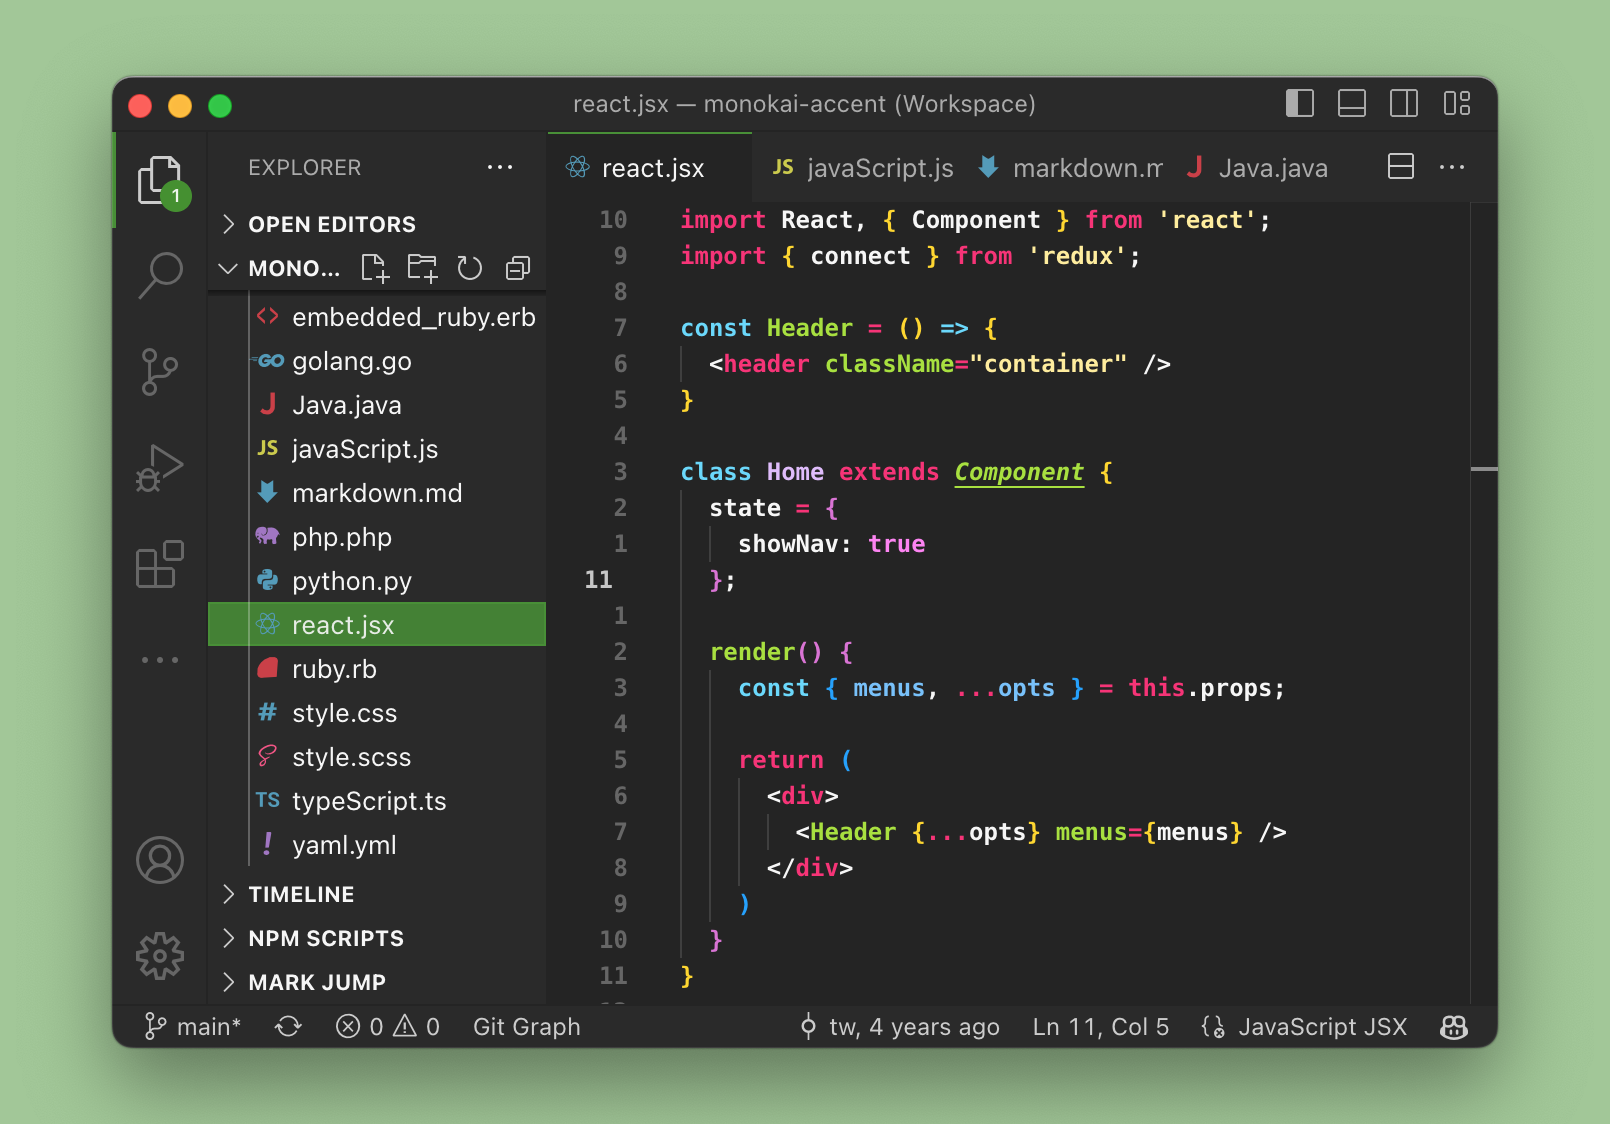 react.jsx — monokai-accent (Workspace)
EXPLORER
1
OPEN EDITORS
MONO...
embedded_ruby.erb
GO golang.go
J Java.java
JS javaScript.js
markdown.md
php.php
python.py
react.jsx
ruby.rb
# style.css
style.scss
TS typeScript.ts
! yaml.yml
TIMELINE
NPM SCRIPTS
MARK JUMP
react.jsx JS javaScript.js markdown.m J Java.java
10 import React, { Component } from 'react';
9 import { connect } from 'redux';
8
7 const Header = () => {
6   <header className="container" />
5 }
4
3 class Home extends Component {
2   state = {
1     showNav: true
11   };
1
2   render() {
3     const { menus, ...opts } = this.props;
4
5     return (
6       <div>
7         <Header {...opts} menus={menus} />
8       </div>
9     )
10   }
11 }
main* 0 0 Git Graph tw, 4 years ago Ln 11, Col 5 JavaScript JSX